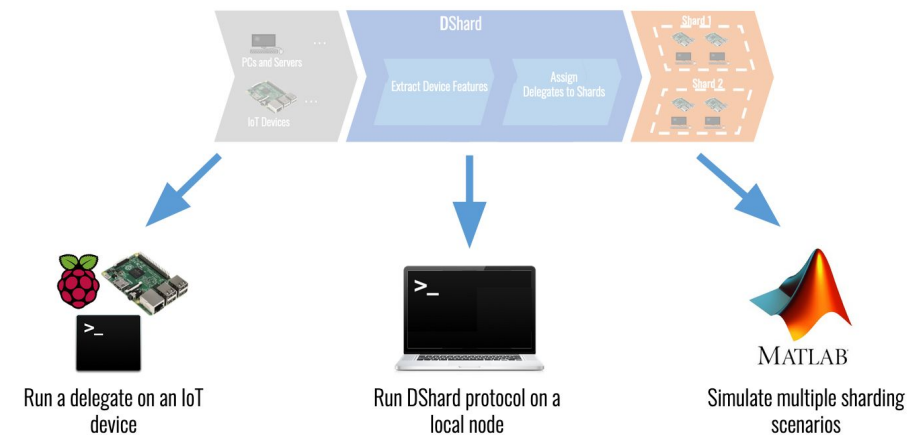 DShard
Shard 1
PCs and Servers
...
Extract Device Features
Assign
Delegates to Shards
Shard 2
...
IoT Devices
>_
>_
MATLAB
Run a delegate on an IoT
device
Run DShard protocol on a
local node
Simulate multiple sharding
scenarios